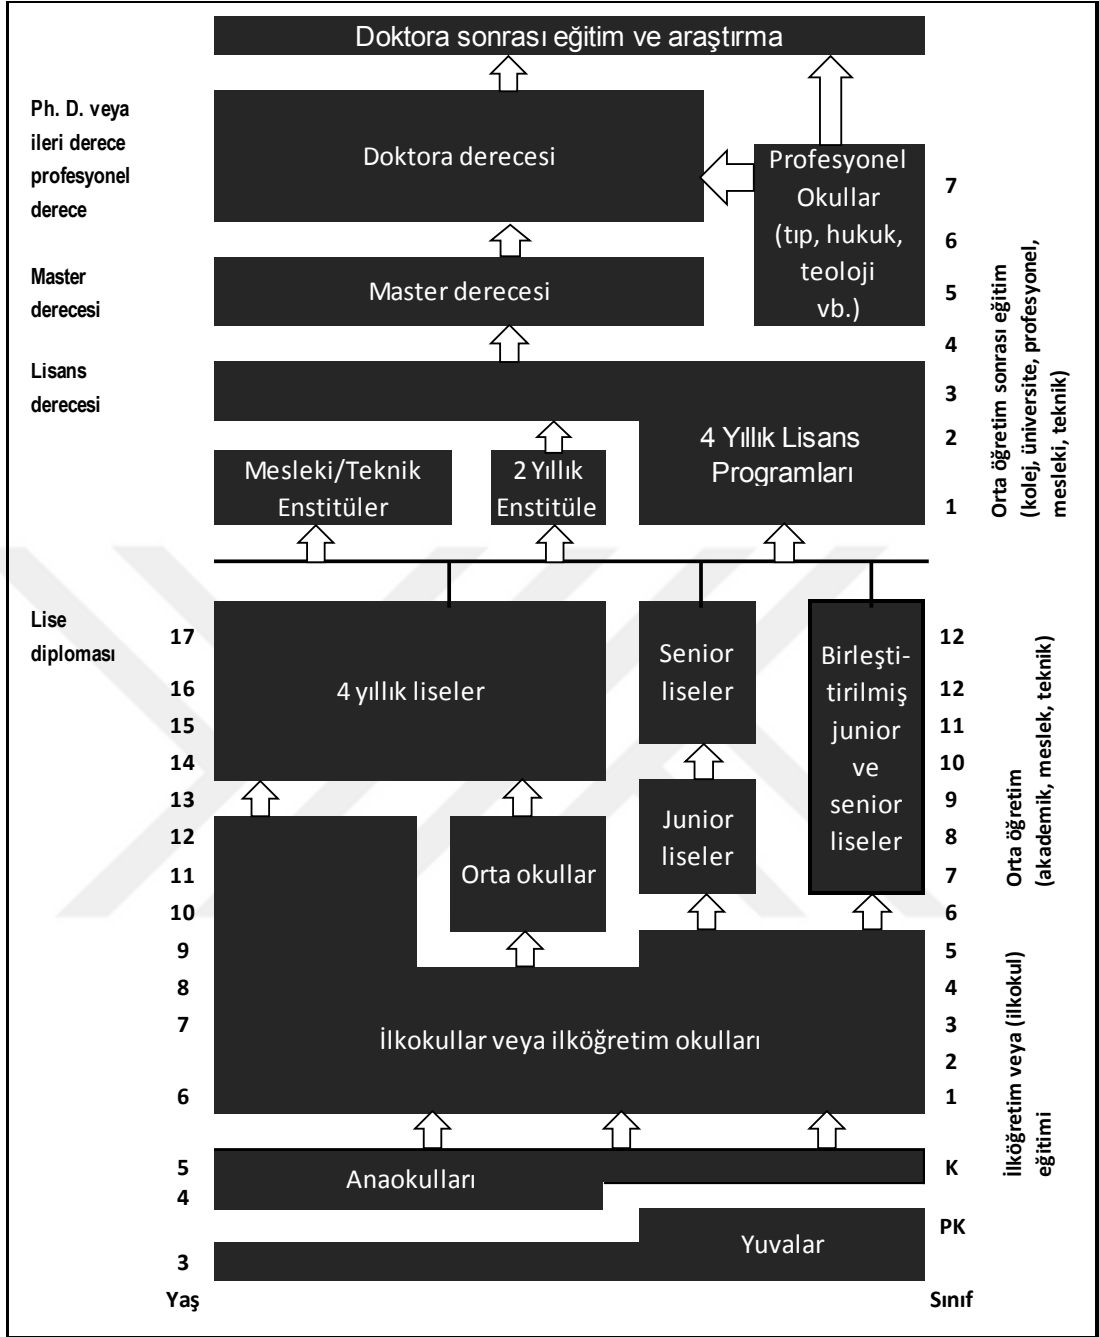 Doktora sonrası eğitim ve araştırma
Ph. D. veya
ileri derece
profesyonel
derece
Doktora derecesi
Profesyonel
Okullar
(tıp, hukuk,
teoloji
vb.)
7
6
5
4
3
2
1
Orta öğretim sonrası eğitim
(kolej, üniversite, profesyonel,
mesleki, teknik)
Master
derecesi
Master derecesi
Lisans
derecesi
4 Yıllık Lisans
Programları
Mesleki/Teknik
Enstitüler
2 Yıllık
Enstitüle
Lise
diploması
17
16
15
14
13
12
11
10
9
8
7
6
5
4
3
Yaş
4 yıllık liseler
Senior
liseler
Birleşti-
tirilmiş
junior
ve
senior
liseler
Junior
liseler
Orta okullar
İlkokullar veya ilköğretim okulları
Anaokulları
Yuvalar
12
12
11
10
9
8
7
6
5
4
3
2
1
K
PK
Sınıf
Orta öğretim
(akademik, meslek, teknik)
İlköğretim veya (ilkokul)
eğitimi